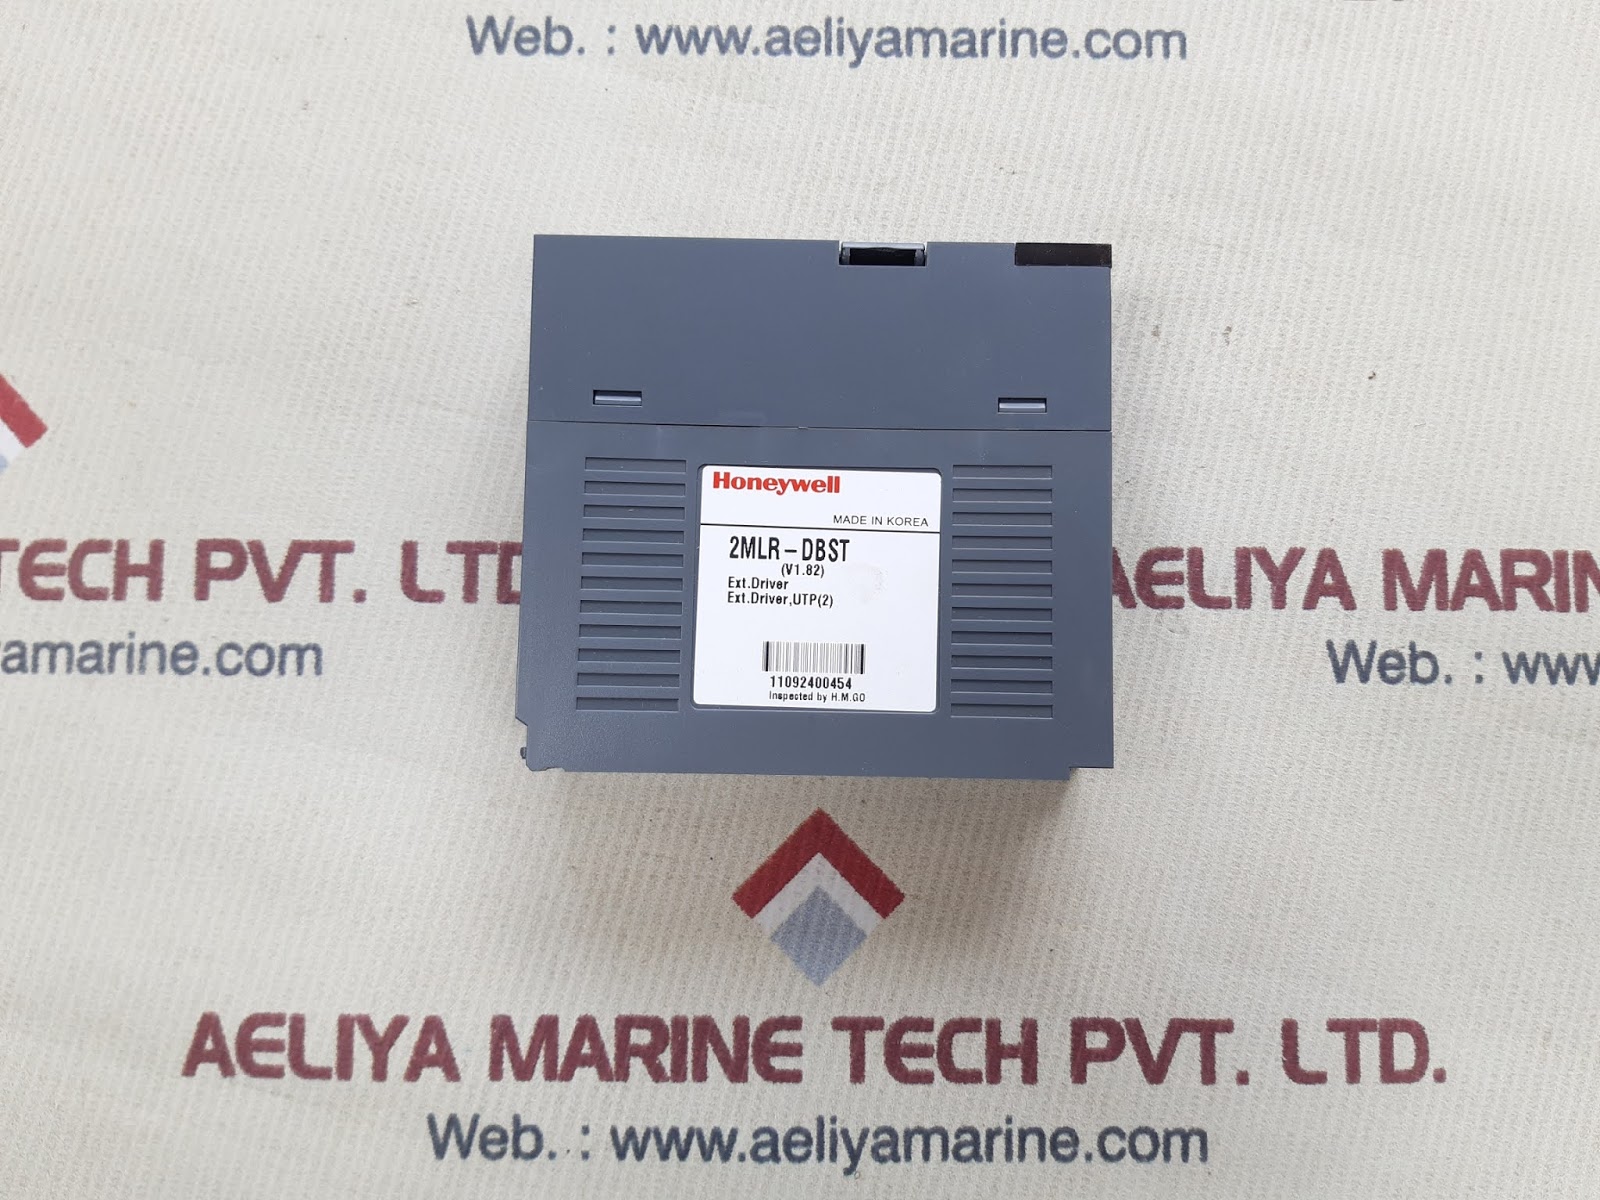 Web. : www.aeliyamarine.com
Honeywell
MADE IN KOREA
2MLR-DBST
(V1.82)
Ext.Driver
Ext.Driver,UTP(2)
11092400454
Inspected by H.M.GO
TECH PVT. LTD
yamarine.com
AELIYA MARIN
Web. : www
AELIYA MARINE TECH PVT. LTD.
Web. : www.aeliyamarine.com